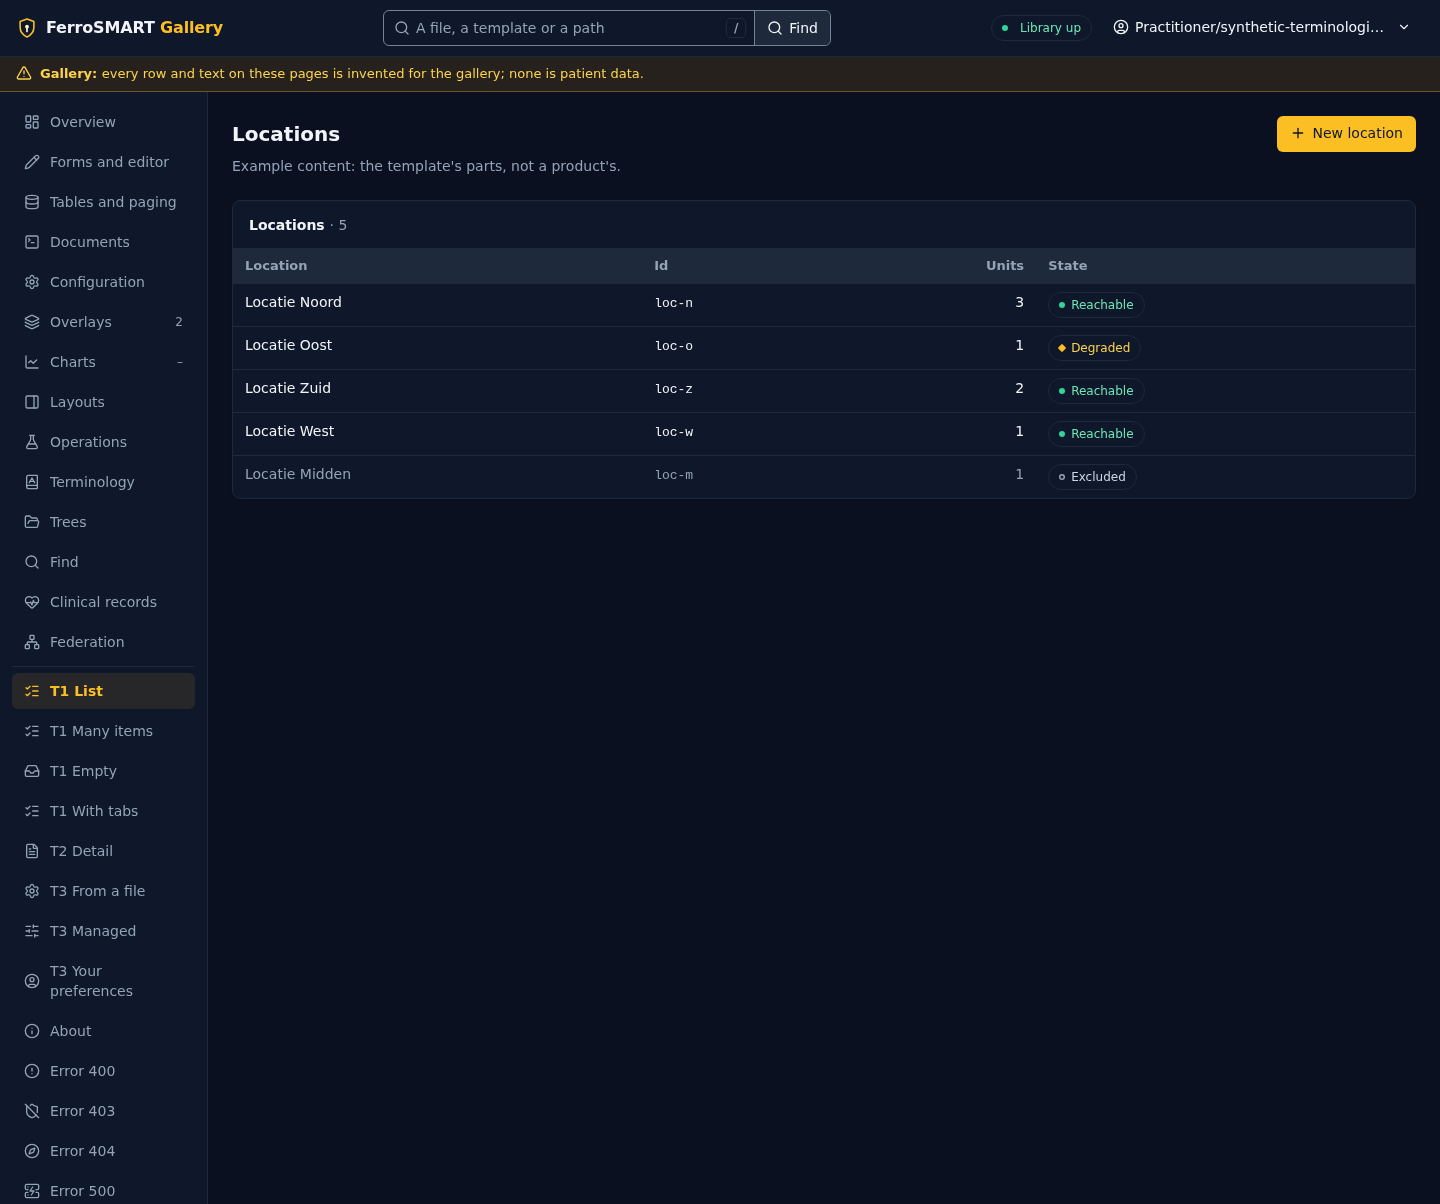 FerroSMART Gallery
A file, a template or a path
/
Find
Library up
Practitioner/synthetic-terminologi…
Gallery: every row and text on these pages is invented for the gallery; none is patient data.
Overview
Forms and editor
Tables and paging
Documents
Configuration
Overlays 2
Charts –
Layouts
Operations
Terminology
Trees
Find
Clinical records
Federation
T1 List
T1 Many items
T1 Empty
T1 With tabs
T2 Detail
T3 From a file
T3 Managed
T3 Your
preferences
About
Error 400
Error 403
Error 404
Error 500
Locations
New location
Example content: the template's parts, not a product's.
Locations · 5
Location Id Units State
Locatie Noord loc-n 3 Reachable
Locatie Oost loc-o 1 Degraded
Locatie Zuid loc-z 2 Reachable
Locatie West loc-w 1 Reachable
Locatie Midden loc-m 1 Excluded